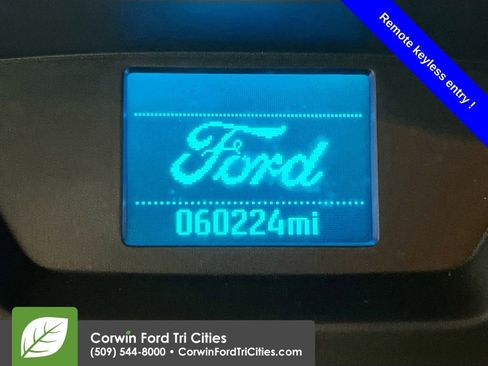 Remote keyless entry !
Ford
060224mi
Corwin Ford Tri Cities
(509) 544-8000 • CorwinFordTriCities.com